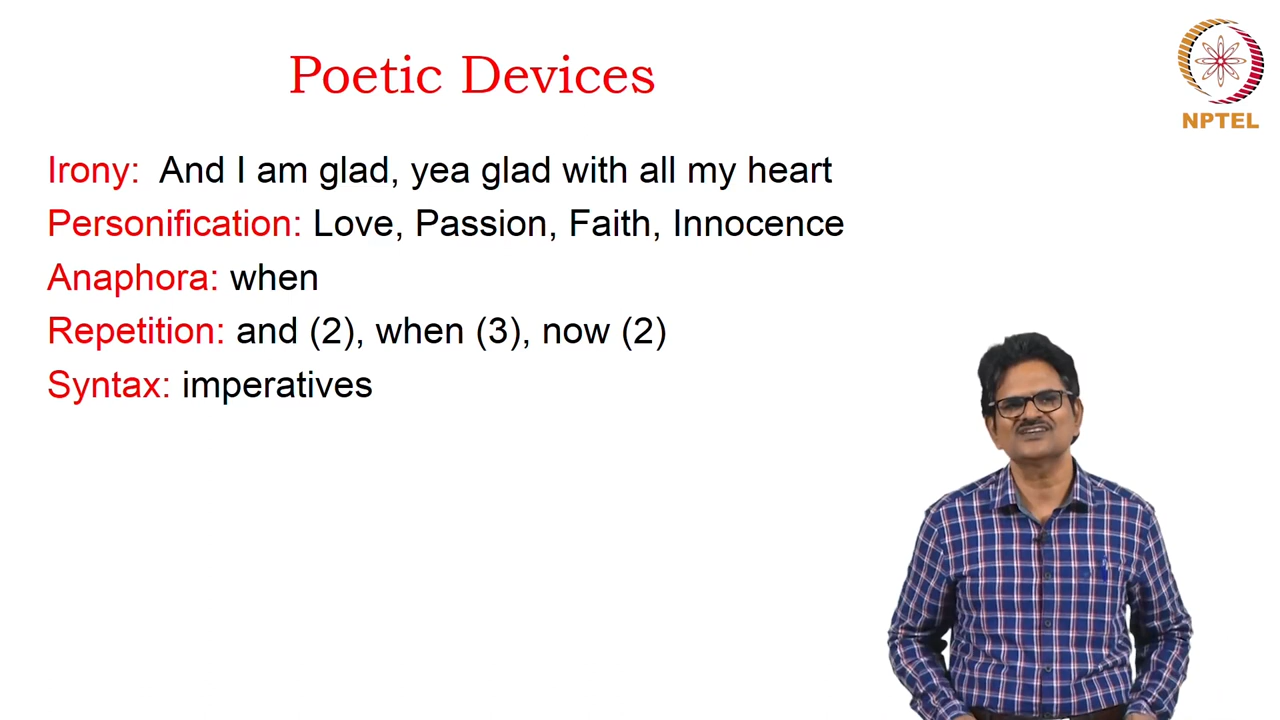 Poetic Devices
NPTEL
Irony: And I am glad, yea glad with all my heart
Personification: Love, Passion, Faith, Innocence
Anaphora: when
Repetition: and (2), when (3), now (2)
Syntax: imperatives